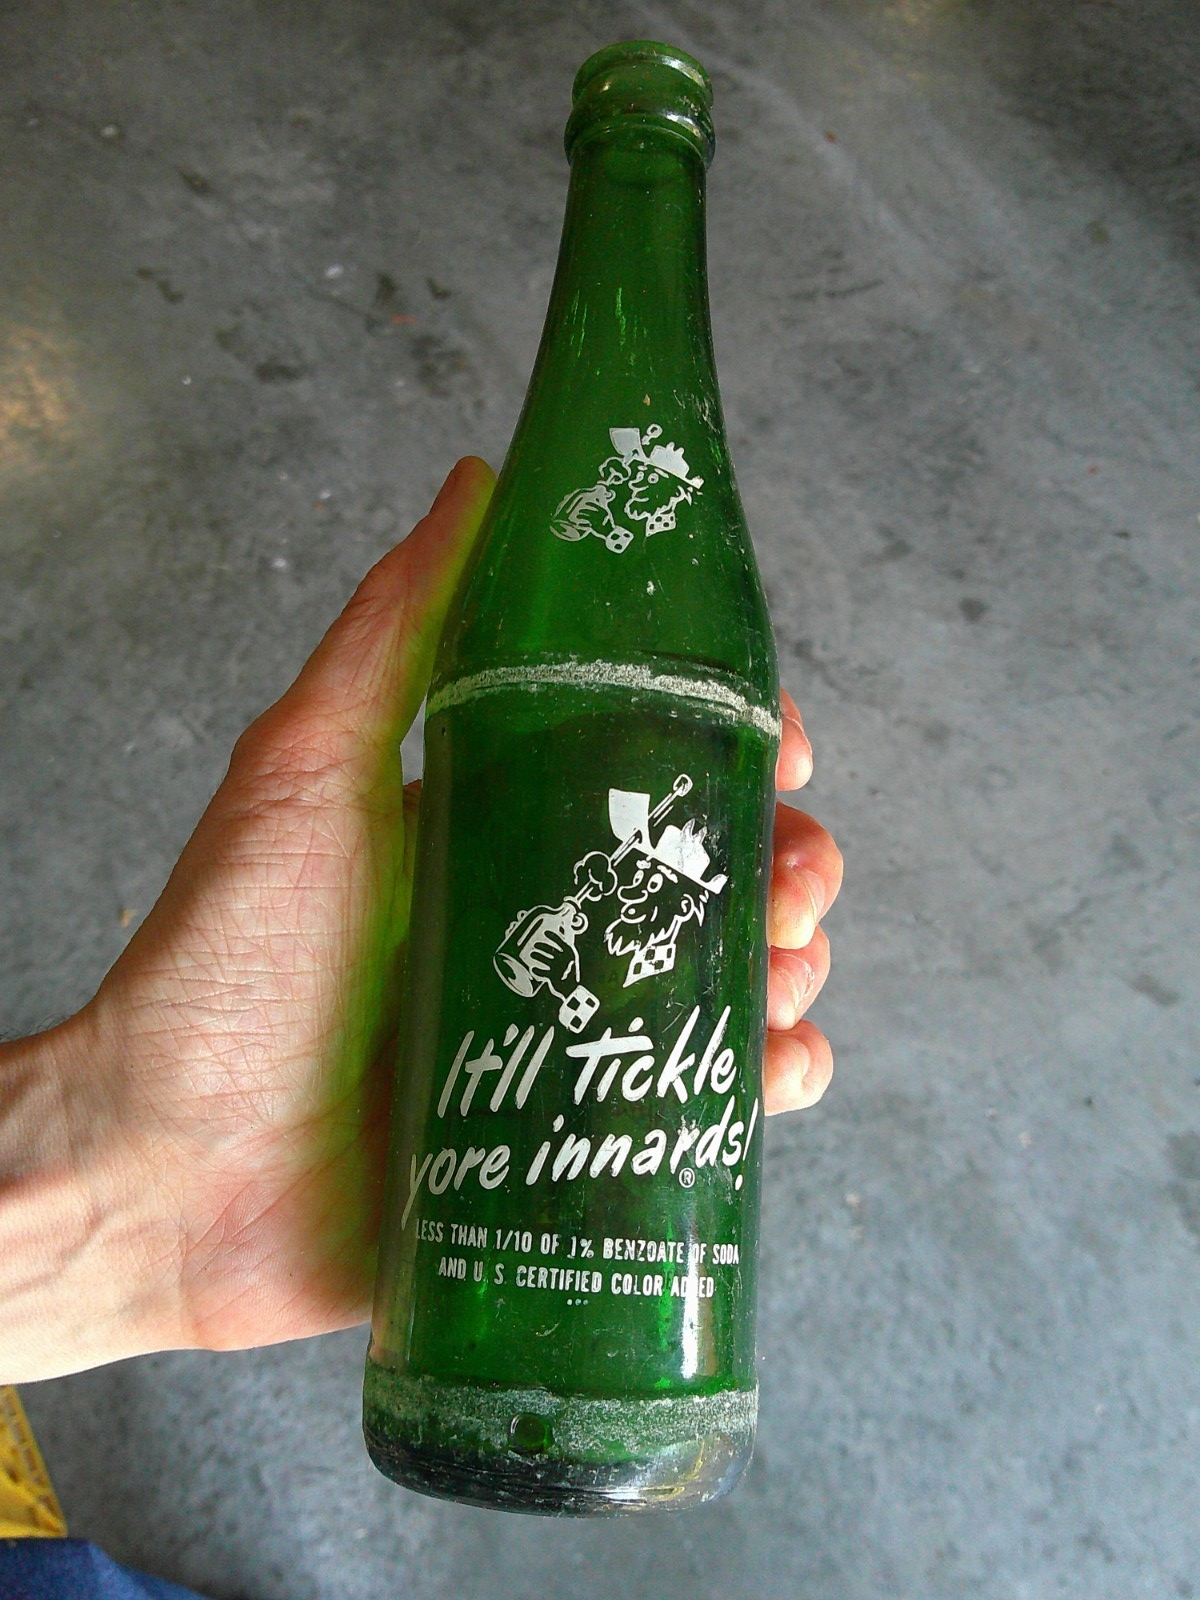 It'll Tickle
yore innards!
®
LESS THAN 1/10 OF 1% BENZOATE OF SODA
AND U.S. CERTIFIED COLOR ADDED